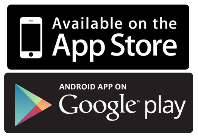 Available on the
App Store
ANDROID APP ON
Google play